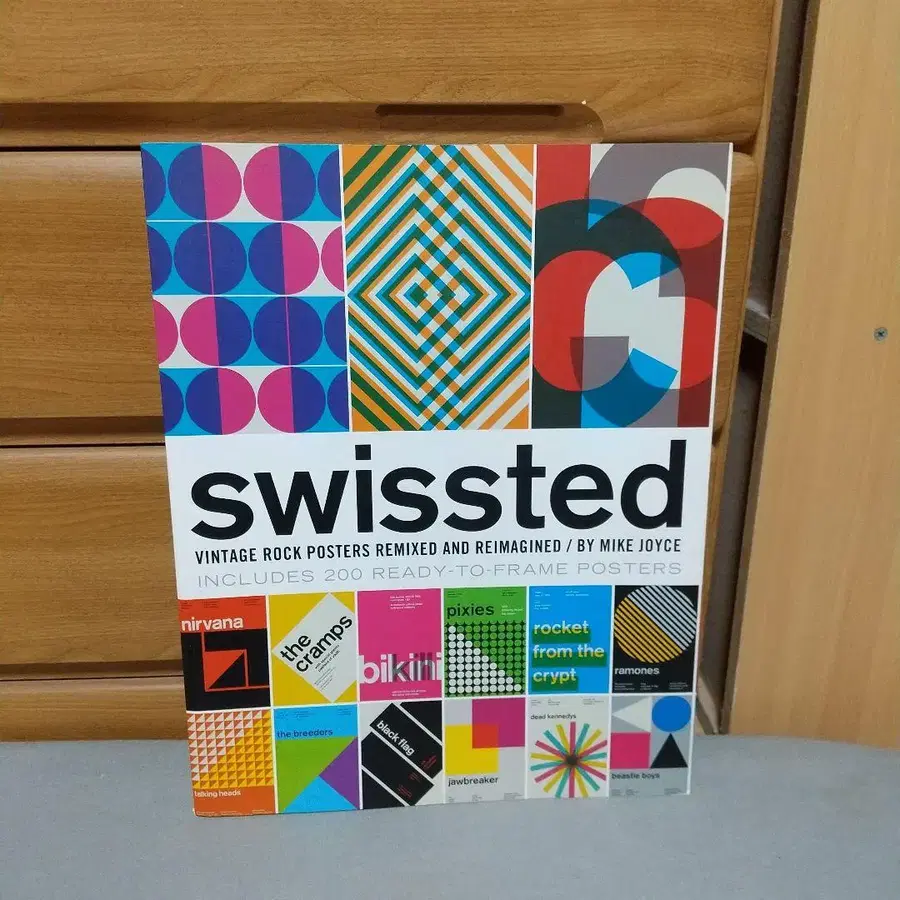 swissted
VINTAGE ROCK POSTERS REMIXED AND REIMAGINED / BY MIKE JOYCE
INCLUDES 200 READY-TO-FRAME POSTERS
nirvana
the
cramps
bikini
pixies
rocket
from the
crypt
ramones
talking heads
the breeders
black flag
jawbreaker
dead kennedys
beastie boys